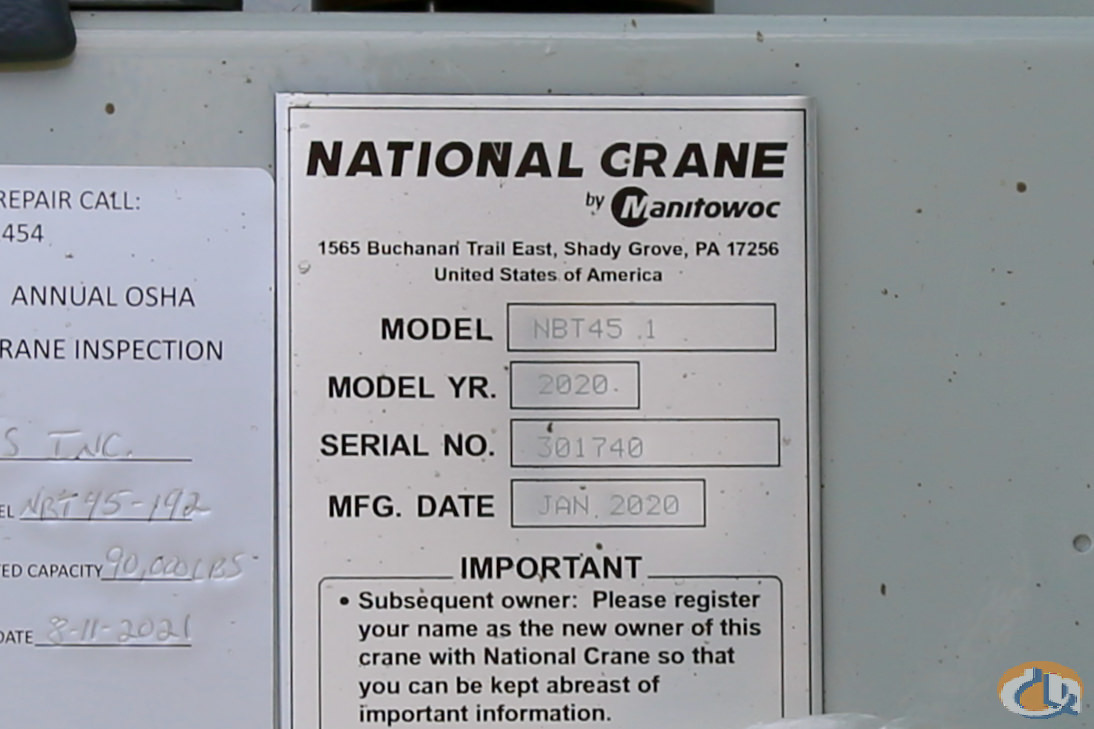 REPAIR CALL:
454
ANNUAL OSHA
RANE INSPECTION
S INC.
EL NBT45-142
ED CAPACITY 90,000LBS
DATE 8-11-2021
NATIONAL CRANE
by Manitowoc
1565 Buchanan Trail East, Shady Grove, PA 17256
United States of America
MODEL NBT45.1
MODEL YR. 2020
SERIAL NO. 301740
MFG. DATE JAN. 2020
IMPORTANT
• Subsequent owner: Please register
your name as the new owner of this
crane with National Crane so that
you can be kept abreast of
important information.